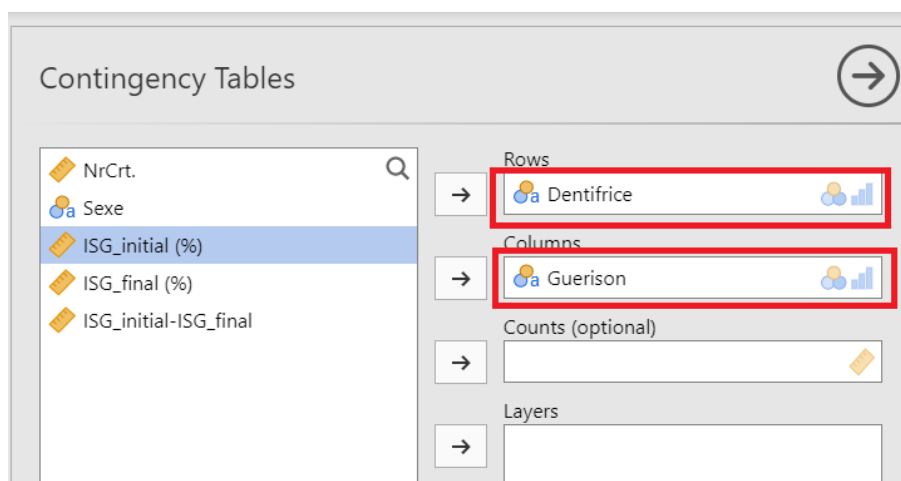 Contingency Tables
NrCrt.
Sexe
ISG_initial (%)
ISG_final (%)
ISG_initial-ISG_final
Rows
Dentifrice
Columns
Guerison
Counts (optional)
Layers